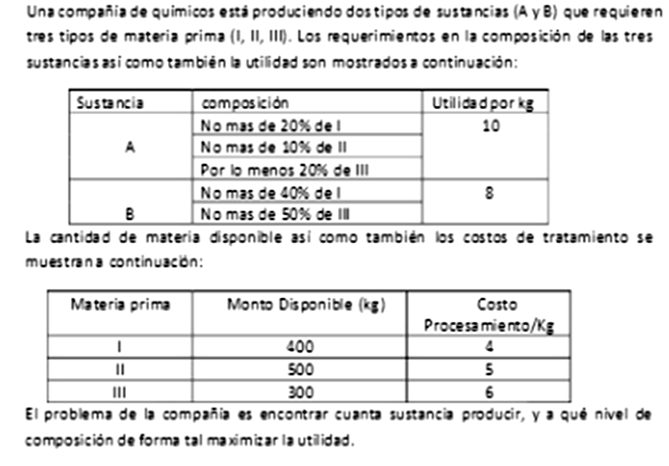 Una compañía de químicos está produciendo dos tipos de sustancias (A y B) que requieren
tres tipos de materia prima (I, II, III). Los requerimientos en la composición de las tres
sustancias así como también la utilidad son mostrados a continuación:
Sustancia composición Utilidad por kg
A No mas de 20% de I 10
No mas de 10% de II
Por lo menos 20% de III
B No mas de 40% de I 8
No mas de 50% de III
La cantidad de materia disponible así como también los costos de tratamiento se
muestran a continuación:
Materia prima Monto Disponible (kg) Costo
Procesamiento/Kg
I 400 4
II 500 5
III 300 6
El problema de la compañía es encontrar cuanta sustancia producir, y a qué nivel de
composición de forma tal maximizar la utilidad.